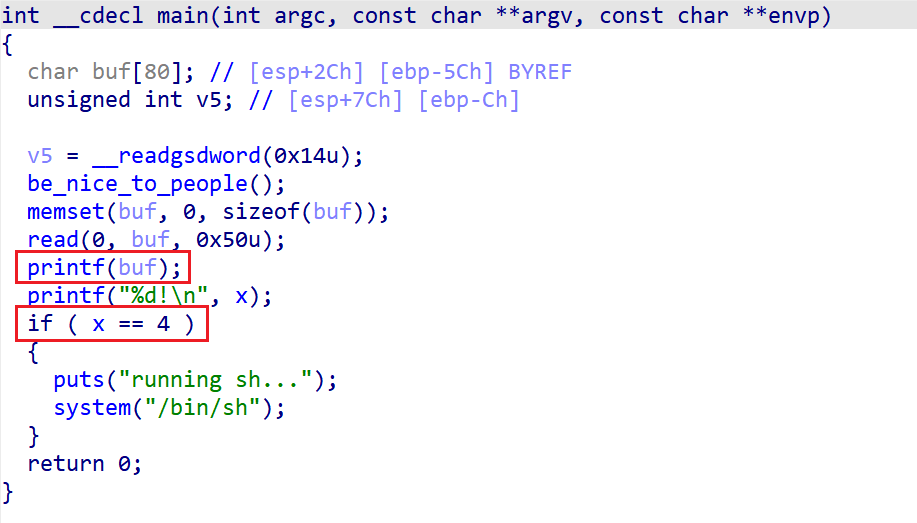 int __cdecl main(int argc, const char **argv, const char **envp)
{
  char buf[80]; // [esp+2Ch] [ebp-5Ch] BYREF
  unsigned int v5; // [esp+7Ch] [ebp-Ch]

  v5 = __readgsdword(0x14u);
  be_nice_to_people();
  memset(buf, 0, sizeof(buf));
  read(0, buf, 0x50u);
  printf(buf);
  printf("%d!\n", x);
  if ( x == 4 )
  {
    puts("running sh...");
    system("/bin/sh");
  }
  return 0;
}